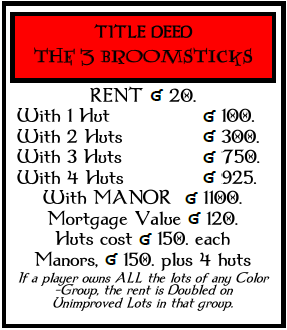 TITLE DEED
THE 3 BROOMSTICKS
RENT ʛ 20.
With 1 Hut ʛ 100.
With 2 Huts ʛ 300.
With 3 Huts ʛ 750.
With 4 Huts ʛ 925.
With MANOR ʛ 1100.
Mortgage Value ʛ 120.
Huts cost ʛ 150. each
Manors, ʛ 150. plus 4 huts
If a player owns ALL the lots of any Color
-Group, the rent is Doubled on
Unimproved Lots in that group.